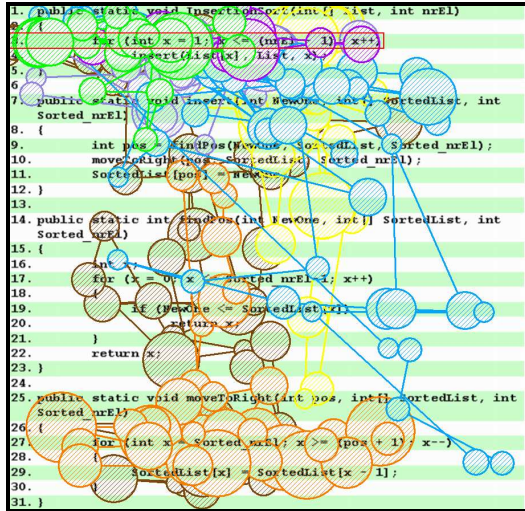 1. public static void InsertionSort(int[] List, int nrEl)
2. {
3. for (int x = 1; x <= (nrEl - 1); x++)
4. insert(List[x], List, x);
5. }
6.
7. public static void insert(int NewOne, int[] SortedList, int
Sorted_nrEl)
8. {
9. int pos = findPos(NewOne, SortedList, Sorted_nrEl);
10. moveToRight(pos, SortedList, Sorted_nrEl);
11. SortedList[pos] = NewOne;
12. }
13.
14. public static int findPos(int NewOne, int[] SortedList, int
Sorted_nrEl)
15. {
16. int x;
17. for (x = 0; x < Sorted_nrEl-1; x++)
18. {
19. if (NewOne <= SortedList[x])
20. return x;
21. }
22. return x;
23. }
24.
25. public static void moveToRight(int pos, int[] SortedList, int
Sorted_nrEl)
26. {
27. for (int x = Sorted_nrEl; x >= (pos + 1); x--)
28. {
29. SortedList[x] = SortedList[x - 1];
30. }
31. }